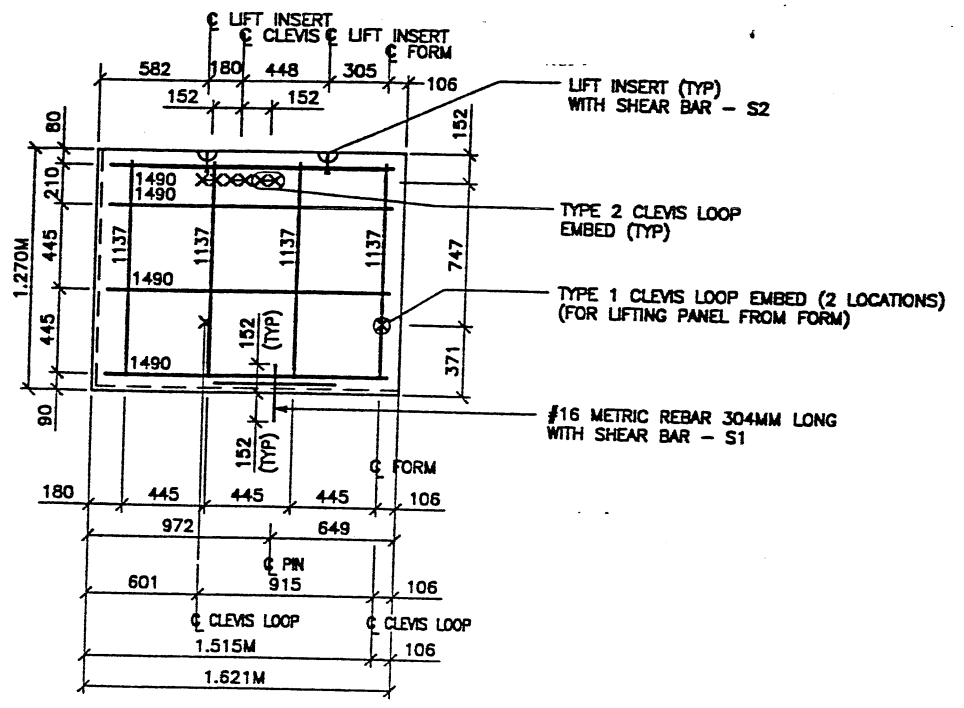 ℄ LIFT INSERT
℄ CLEVIS ℄ LIFT INSERT
℄ FORM
582 180 448 305 106
152 152
LIFT INSERT (TYP)
WITH SHEAR BAR – S2
80
152
1490
1490
210
TYPE 2 CLEVIS LOOP
EMBED (TYP)
1.270M
445
1137 1137 1137 1137
747
1490
TYPE 1 CLEVIS LOOP EMBED (2 LOCATIONS)
(FOR LIFTING PANEL FROM FORM)
445
152
(TYP)
371
1490
90
#16 METRIC REBAR 304MM LONG
WITH SHEAR BAR – S1
152
(TYP)
℄ FORM
180 445 445 445 106
972 649
℄ PIN
601 915 106
℄ CLEVIS LOOP ℄ CLEVIS LOOP
1.515M 106
1.621M